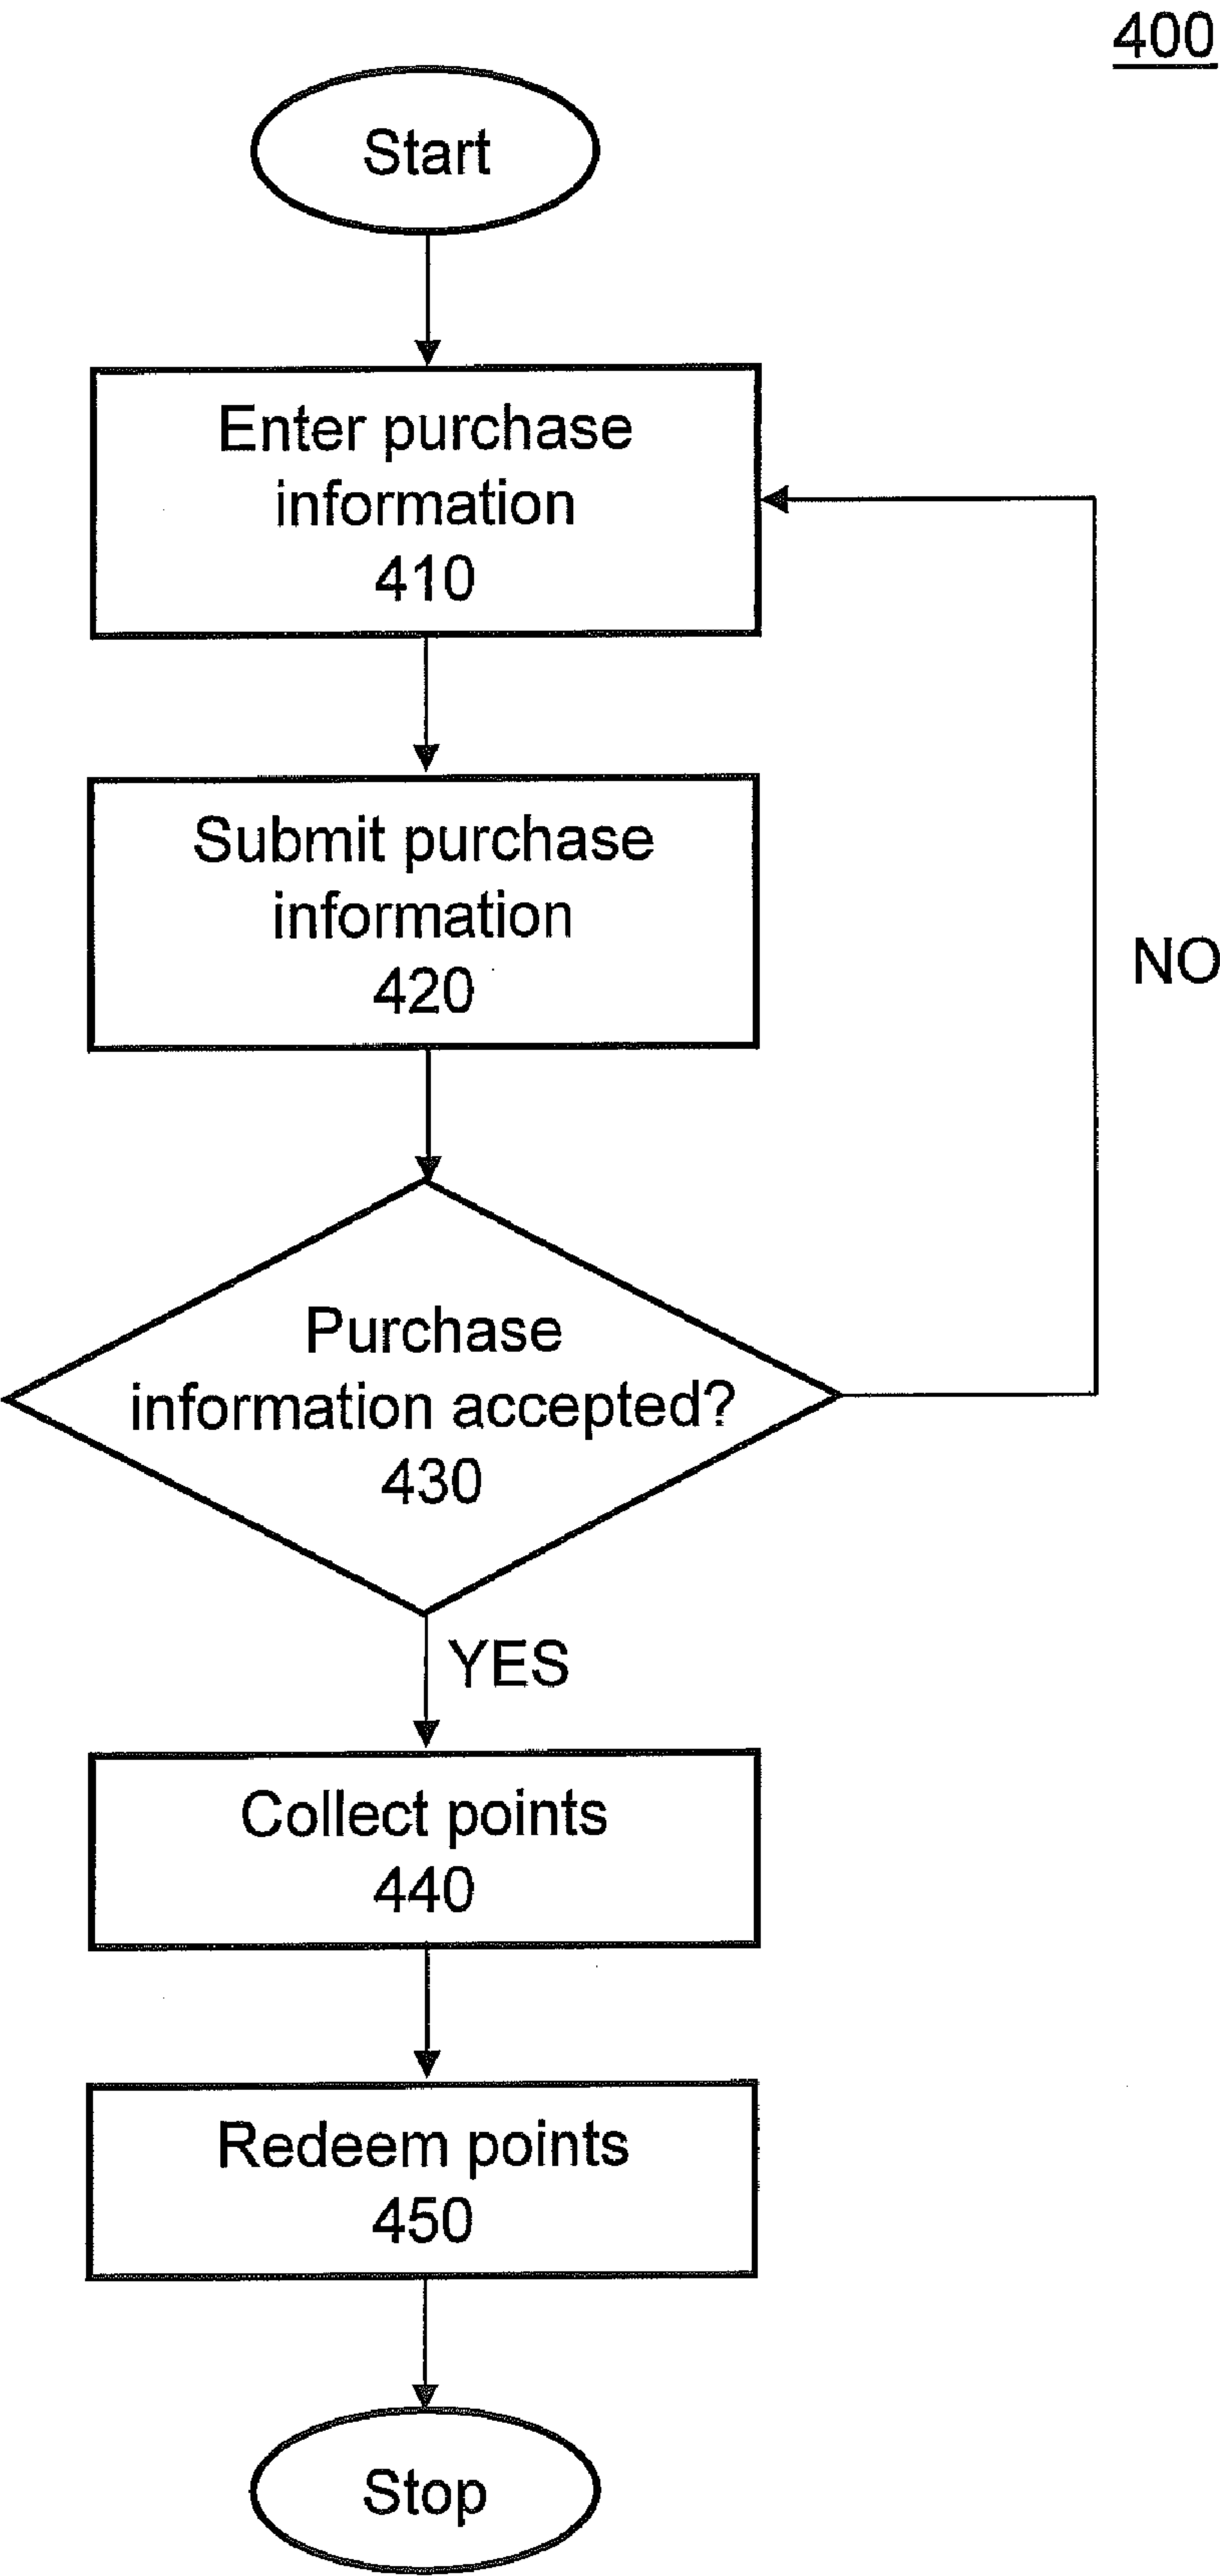 400
Start
Enter purchase
information
410
Submit purchase
information
420
NO
Purchase
information accepted?
430
YES
Collect points
440
Redeem points
450
Stop